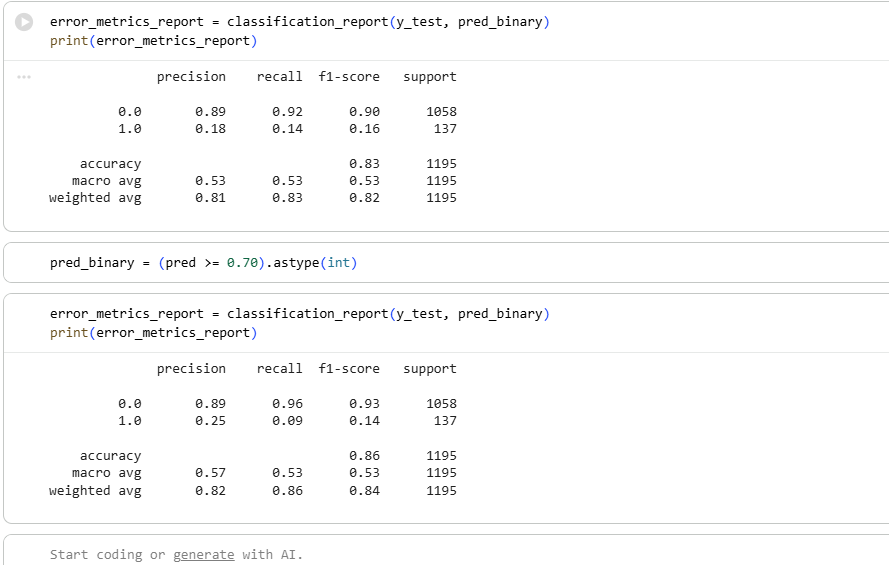 error_metrics_report = classification_report(y_test, pred_binary)
print(error_metrics_report)
precision recall f1-score support
0.0 0.89 0.92 0.90 1058
1.0 0.18 0.14 0.16 137
accuracy 0.83 1195
macro avg 0.53 0.53 0.53 1195
weighted avg 0.81 0.83 0.82 1195
pred_binary = (pred >= 0.70).astype(int)
error_metrics_report = classification_report(y_test, pred_binary)
print(error_metrics_report)
precision recall f1-score support
0.0 0.89 0.96 0.93 1058
1.0 0.25 0.09 0.14 137
accuracy 0.86 1195
macro avg 0.57 0.53 0.53 1195
weighted avg 0.82 0.86 0.84 1195
Start coding or generate with AI.